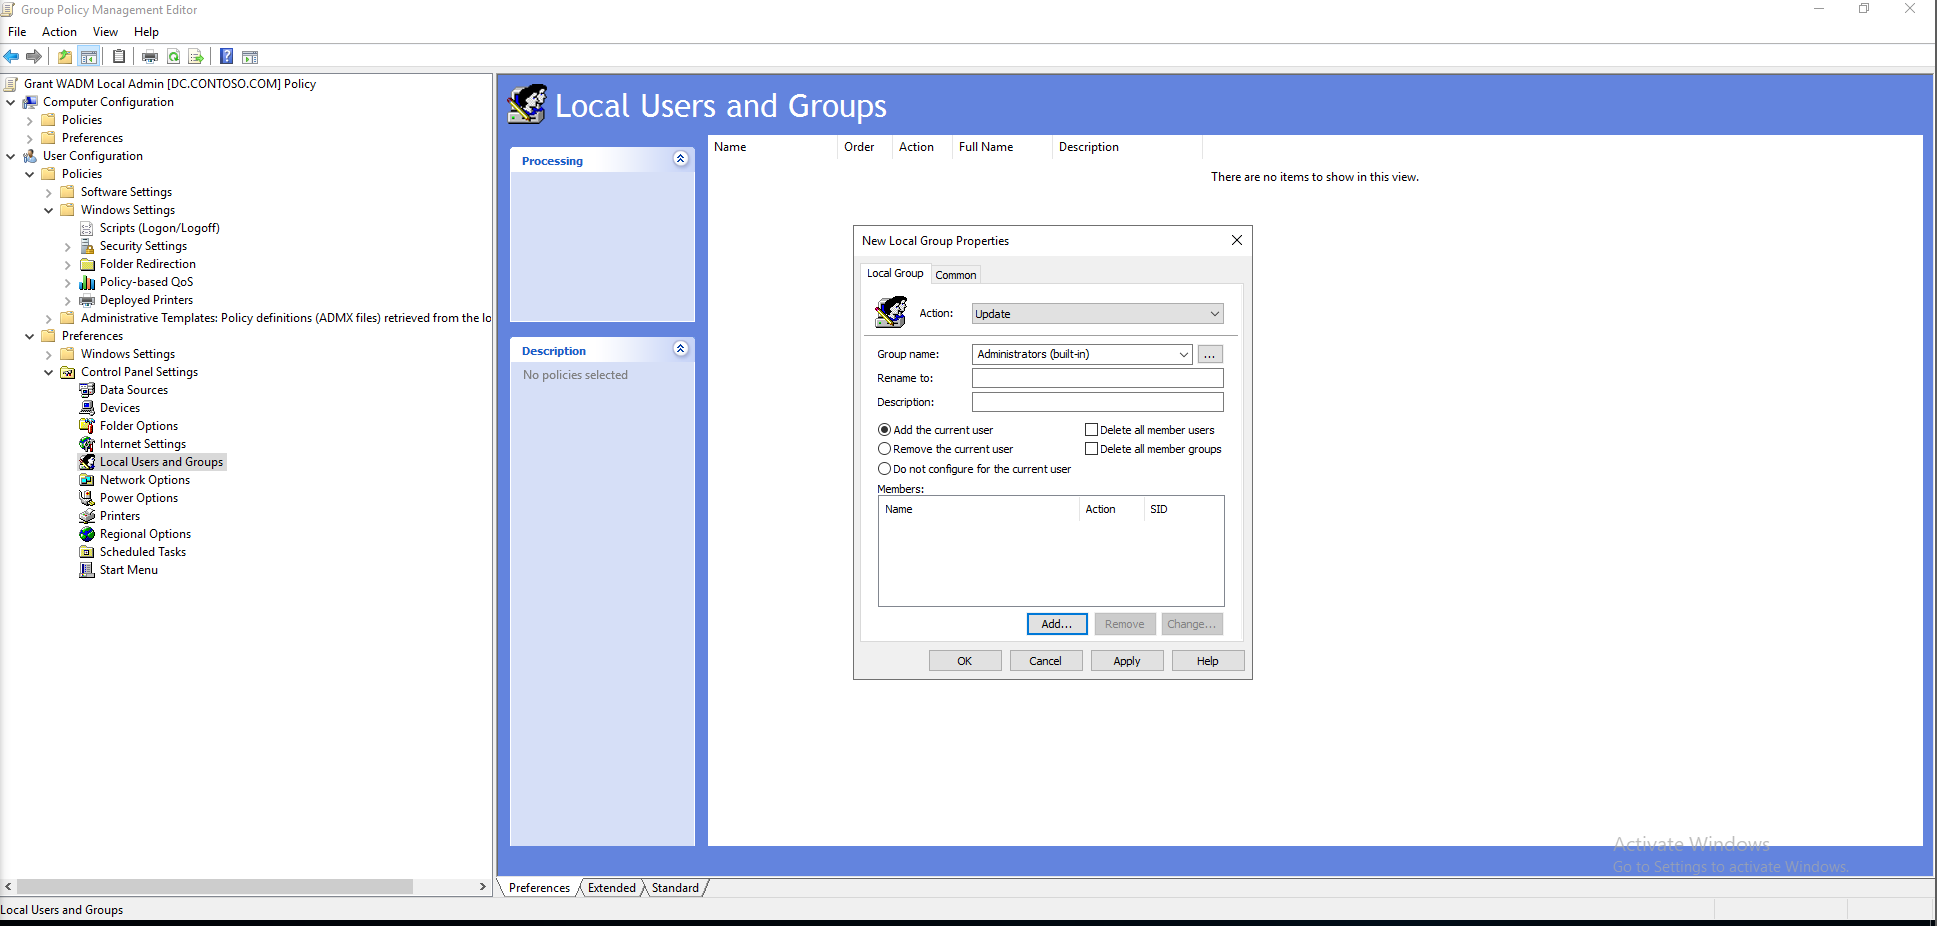 Group Policy Management Editor
File Action View Help
Grant WADM Local Admin [DC.CONTOSO.COM] Policy
Computer Configuration
Policies
Preferences
User Configuration
Policies
Software Settings
Windows Settings
Scripts (Logon/Logoff)
Security Settings
Folder Redirection
Policy-based QoS
Deployed Printers
Administrative Templates: Policy definitions (ADMX files) retrieved from the lo
Preferences
Windows Settings
Control Panel Settings
Data Sources
Devices
Folder Options
Internet Settings
Local Users and Groups
Network Options
Power Options
Printers
Regional Options
Scheduled Tasks
Start Menu
Local Users and Groups
Processing
Description
No policies selected
Name Order Action Full Name Description
There are no items to show in this view.
New Local Group Properties
Local Group Common
Action: Update
Group name: Administrators (built-in) ...
Rename to:
Description:
Add the current user Delete all member users
Remove the current user Delete all member groups
Do not configure for the current user
Members:
Name Action SID
Add... Remove Change...
OK Cancel Apply Help
Activate Windows
Go to Settings to activate Windows.
Preferences Extended Standard
Local Users and Groups